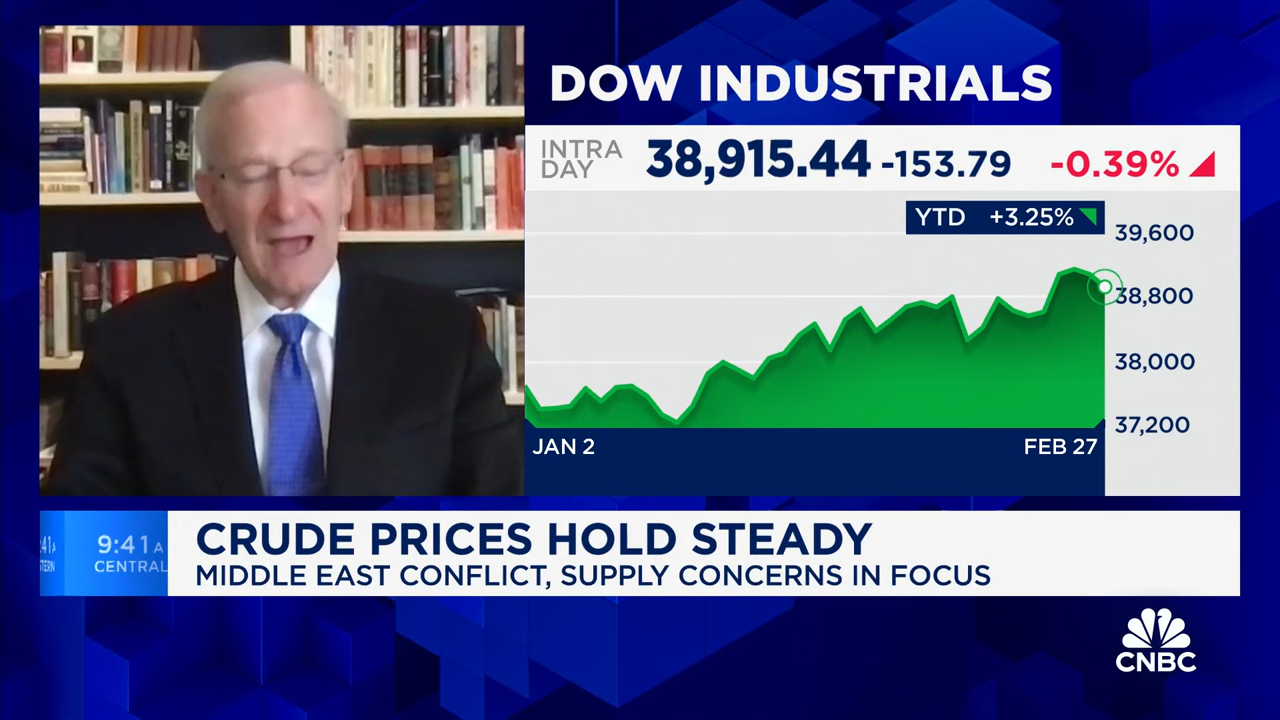 DOW INDUSTRIALS
INTRA
DAY
38,915.44 -153.79 -0.39%
YTD +3.25%
39,600
38,800
38,000
37,200
JAN 2 FEB 27
9:41A
CENTRAL
CRUDE PRICES HOLD STEADY
MIDDLE EAST CONFLICT, SUPPLY CONCERNS IN FOCUS
CNBC